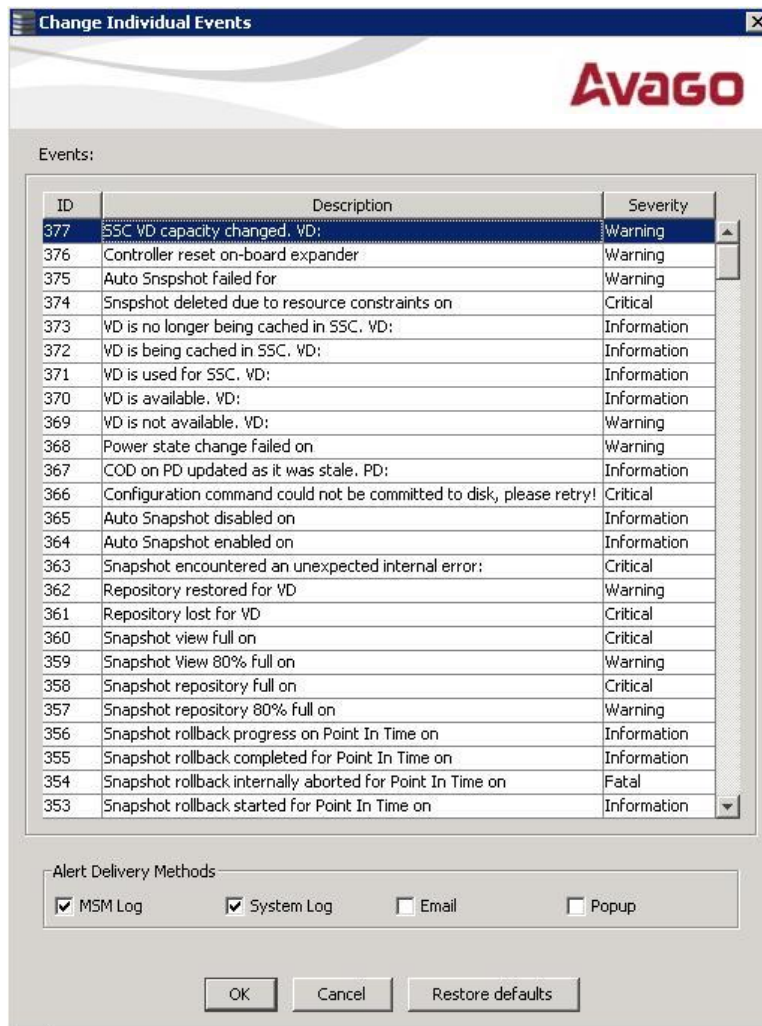 Change Individual Events
AVAGO
Events:
ID Description Severity
377 SSC VD capacity changed. VD: Warning
376 Controller reset on-board expander Warning
375 Auto Snspshot failed for Warning
374 Snspshot deleted due to resource constraints on Critical
373 VD is no longer being cached in SSC. VD: Information
372 VD is being cached in SSC. VD: Information
371 VD is used for SSC. VD: Information
370 VD is available. VD: Information
369 VD is not available. VD: Warning
368 Power state change failed on Warning
367 COD on PD updated as it was stale. PD: Information
366 Configuration command could not be committed to disk, please retry! Critical
365 Auto Snapshot disabled on Information
364 Auto Snapshot enabled on Information
363 Snapshot encountered an unexpected internal error: Critical
362 Repository restored for VD Warning
361 Repository lost for VD Critical
360 Snapshot view full on Critical
359 Snapshot View 80% full on Warning
358 Snapshot repository full on Critical
357 Snapshot repository 80% full on Warning
356 Snapshot rollback progress on Point In Time on Information
355 Snapshot rollback completed for Point In Time on Information
354 Snapshot rollback internally aborted for Point In Time on Fatal
353 Snapshot rollback started for Point In Time on Information
Alert Delivery Methods
MSM Log System Log Email Popup
OK Cancel Restore defaults